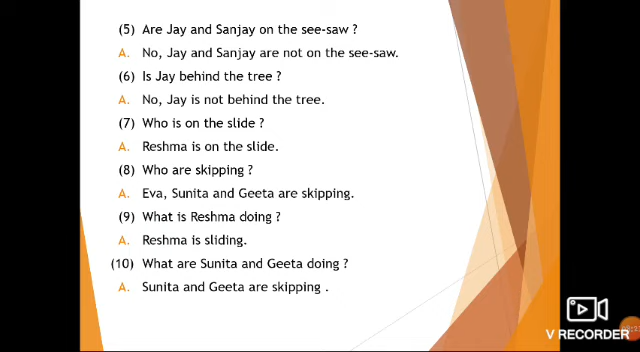 (5) Are Jay and Sanjay on the see-saw ?
A. No, Jay and Sanjay are not on the see-saw.
(6) Is Jay behind the tree ?
A. No, Jay is not behind the tree.
(7) Who is on the slide ?
A. Reshma is on the slide.
(8) Who are skipping ?
A. Eva, Sunita and Geeta are skipping.
(9) What is Reshma doing ?
A. Reshma is sliding.
(10) What are Sunita and Geeta doing ?
A. Sunita and Geeta are skipping .
V RECORDER